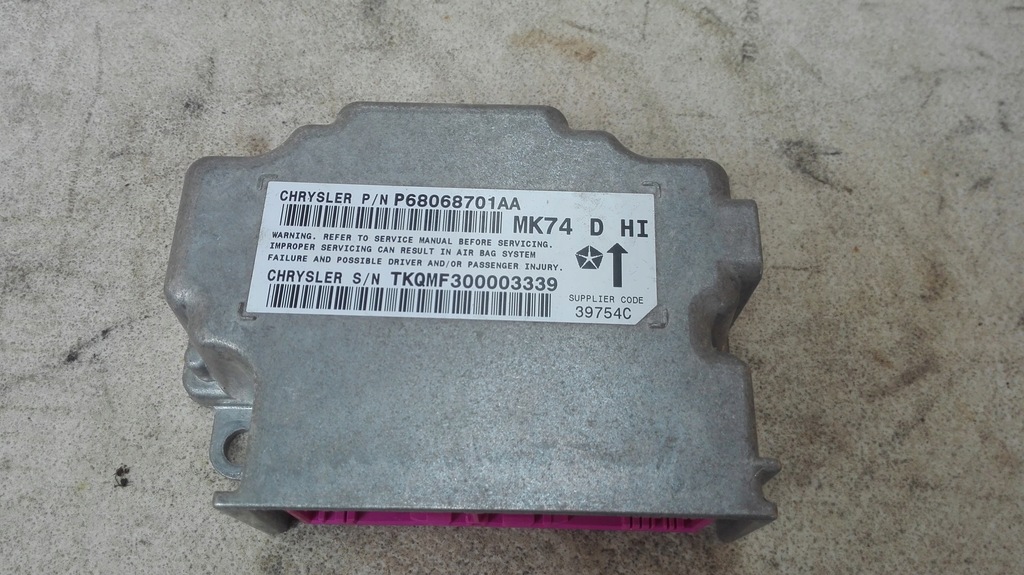 CHRYSLER P/N P68068701AA
MK74 D HI
WARNING. REFER TO SERVICE MANUAL BEFORE SERVICING.
IMPROPER SERVICING CAN RESULT IN AIR BAG SYSTEM
FAILURE AND POSSIBLE DRIVER AND/OR PASSENGER INJURY.
CHRYSLER S/N TKQMF300003339
SUPPLIER CODE
39754C